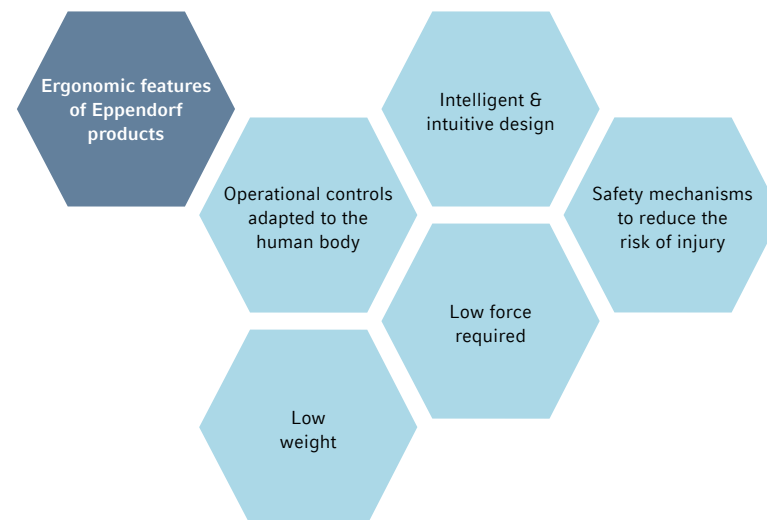 Ergonomic features
of Eppendorf
products
Intelligent &
intuitive design
Operational controls
adapted to the
human body
Safety mechanisms
to reduce the
risk of injury
Low force
required
Low
weight